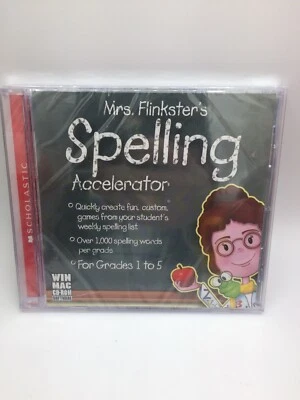 Mrs. Flinkster's
Spelling
Accelerator
Quickly create fun, custom,
games from your student's
weekly spelling list
Over 1,000 spelling words
per grade
For Grades 1 to 5
SCHOLASTIC
WIN
MAC
CD-ROM
SOFTWARE